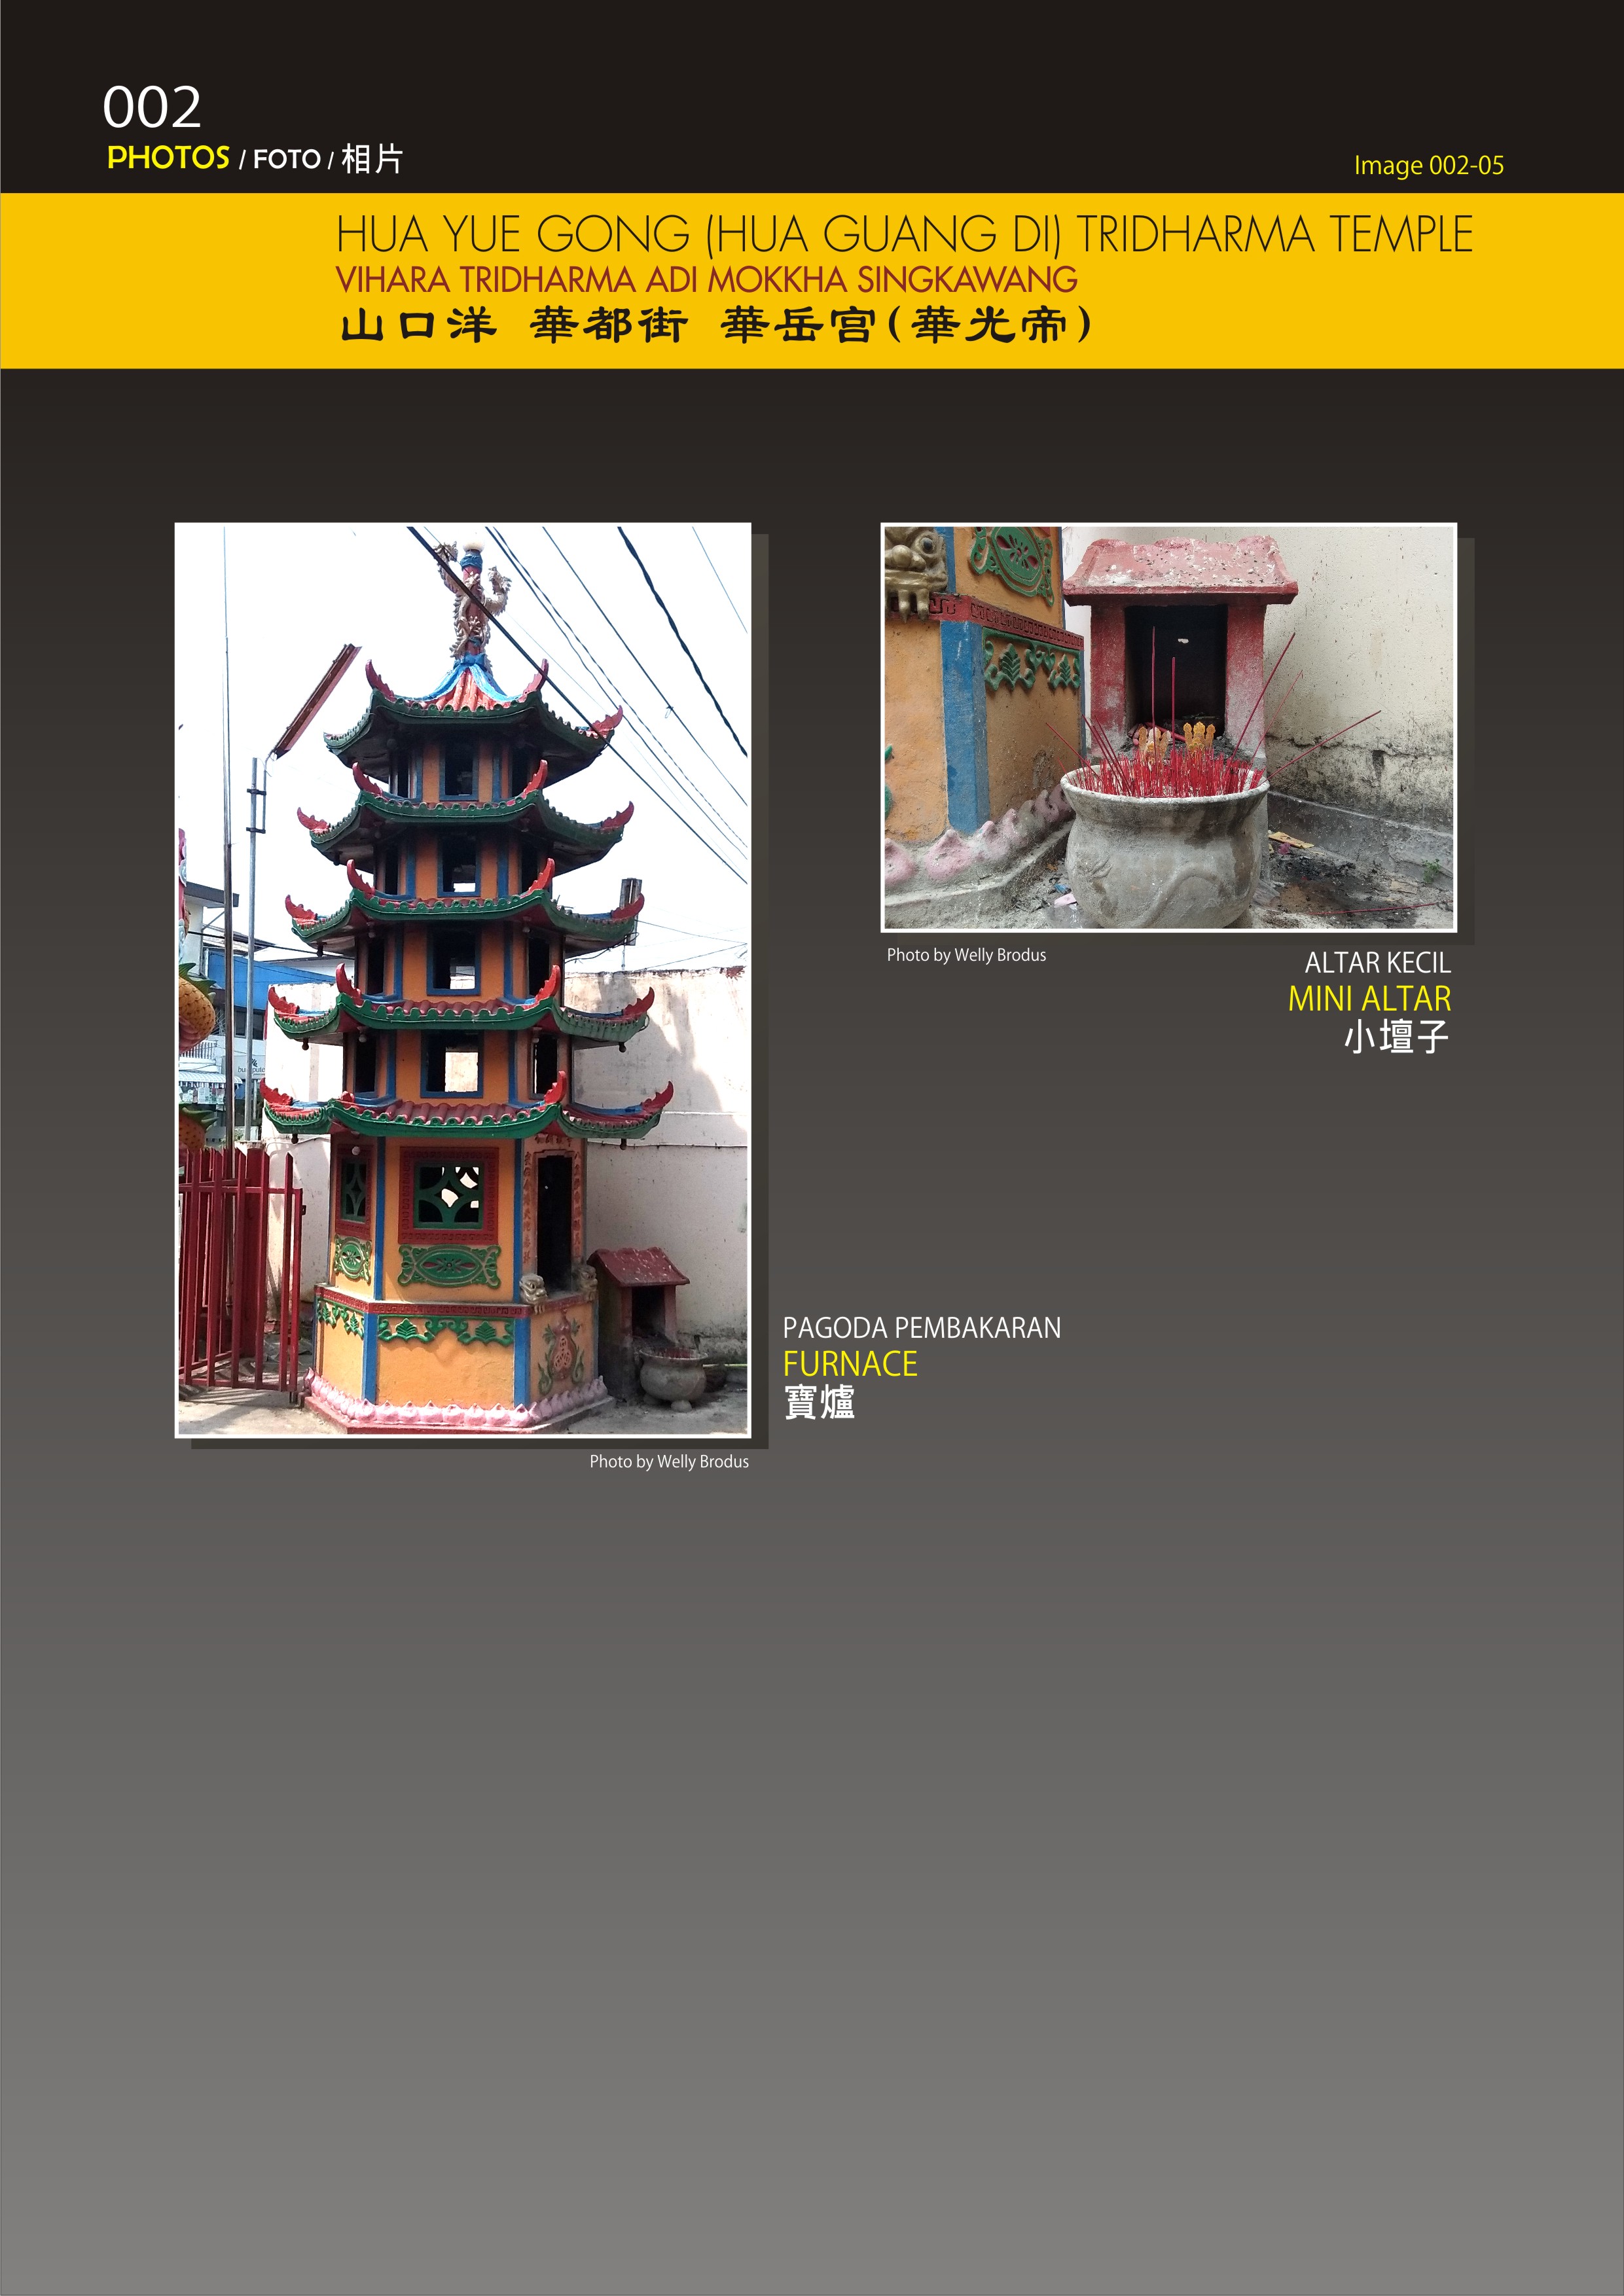 002
PHOTOS / FOTO / 相片
Image 002-05
HUA YUE GONG (HUA GUANG DI) TRIDHARMA TEMPLE
VIHARA TRIDHARMA ADI MOKKHA SINGKAWANG
山口洋 華都街 華岳宫(華光帝)
Photo by Welly Brodus
ALTAR KECIL
MINI ALTAR
小壇子
PAGODA PEMBAKARAN
FURNACE
寶爐
Photo by Welly Brodus